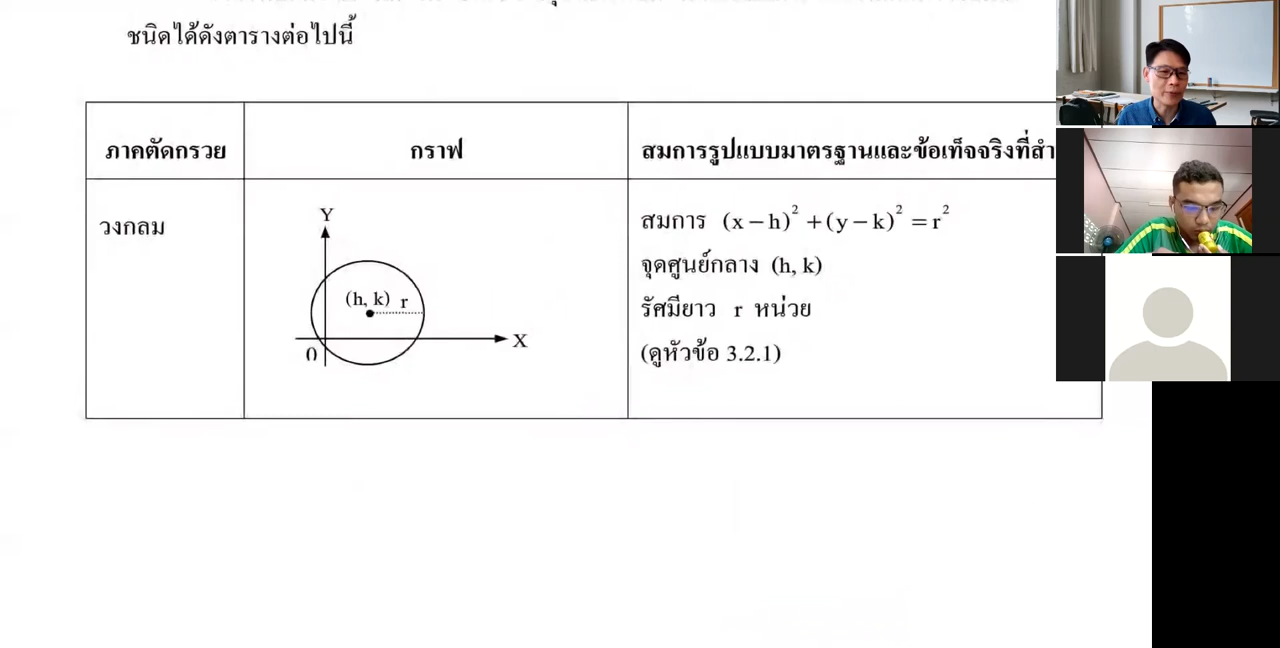 ชนิดได้ดังตารางต่อไปนี้
ภาคตัดกรวย
กราฟ
สมการรูปแบบมาตรฐานและข้อเท็จจริงที่สำ
วงกลม
Y
(h, k) r
X
0
สมการ (x – h)² + (y – k)² = r²
จุดศูนย์กลาง (h, k)
รัศมียาว r หน่วย
(ดูหัวข้อ 3.2.1)